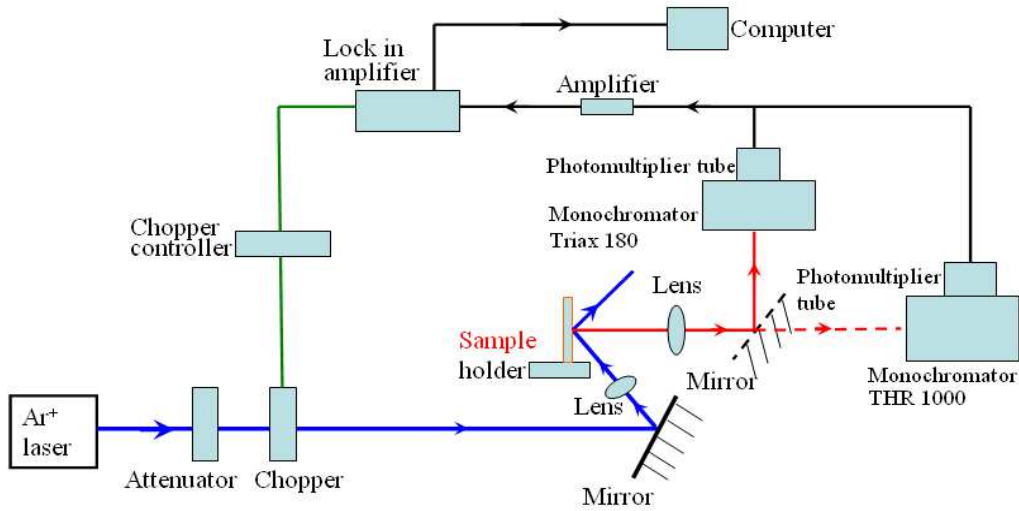 Computer
Lock in
amplifier
Amplifier
Photomultiplier tube
Monochromator
Triax 180
Chopper
controller
Photomultiplier
tube
Lens
Sample
holder
Mirror
Monochromator
THR 1000
Lens
Ar+
laser
Attenuator
Chopper
Mirror